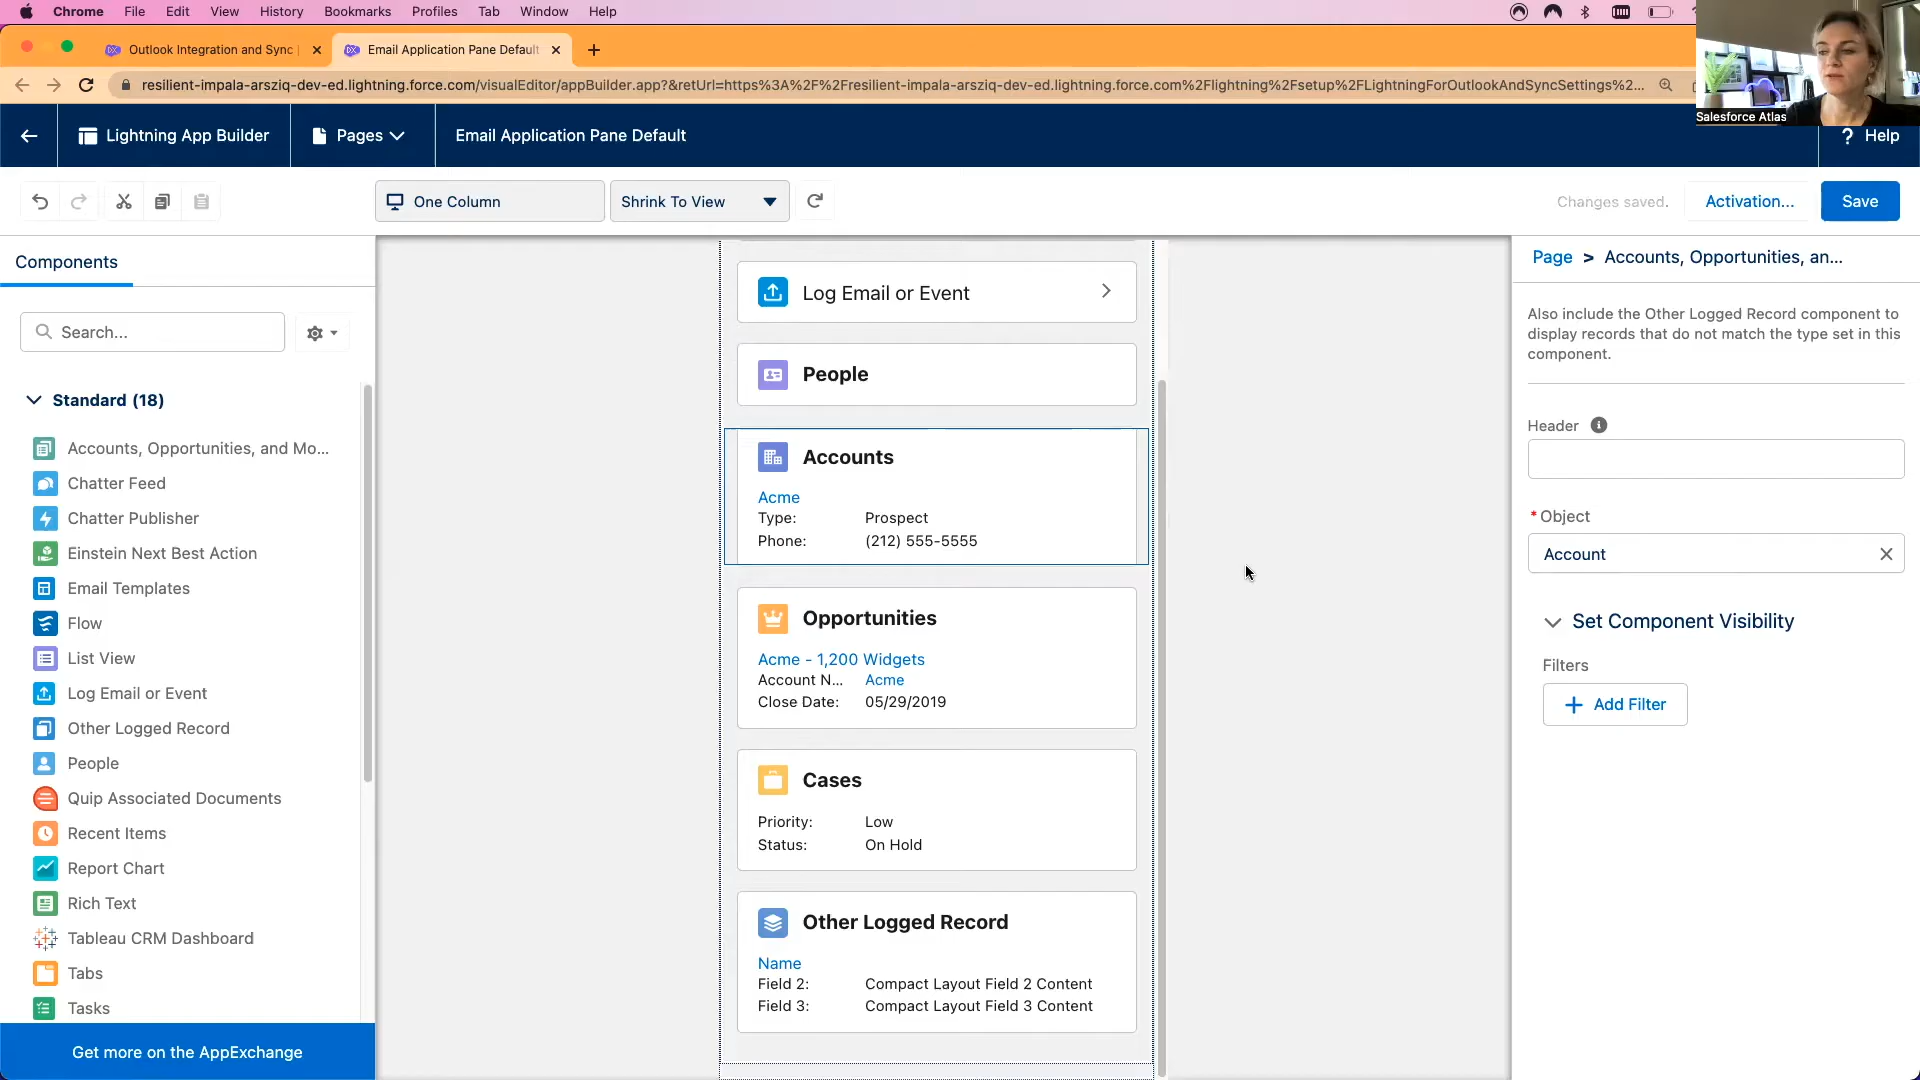 Chrome File Edit View History Bookmarks Profiles Tab Window Help
Outlook Integration and Sync
Email Application Pane Default
resilient-impala-arsziq-dev-ed.lightning.force.com/visualEditor/appBuilder.app?&retUrl=https%3A%2F%2Fresilient-impala-arsziq-dev-ed.lightning.force.com%2Flightning%2Fsetup%2FLightningForOutlookAndSyncSettings%2...
Salesforce Atlas
Lightning App Builder
Pages
Email Application Pane Default
? Help
One Column
Shrink To View
Changes saved.
Activation...
Save
Components
Search...
Standard (18)
Accounts, Opportunities, and Mo...
Chatter Feed
Chatter Publisher
Einstein Next Best Action
Email Templates
Flow
List View
Log Email or Event
Other Logged Record
People
Quip Associated Documents
Recent Items
Report Chart
Rich Text
Tableau CRM Dashboard
Tabs
Tasks
Get more on the AppExchange
Log Email or Event
People
Accounts
Acme
Type: Prospect
Phone: (212) 555-5555
Opportunities
Acme - 1,200 Widgets
Account N... Acme
Close Date: 05/29/2019
Cases
Priority: Low
Status: On Hold
Other Logged Record
Name
Field 2: Compact Layout Field 2 Content
Field 3: Compact Layout Field 3 Content
Page > Accounts, Opportunities, an...
Also include the Other Logged Record component to
display records that do not match the type set in this
component.
Header
*Object
Account
Set Component Visibility
Filters
+ Add Filter